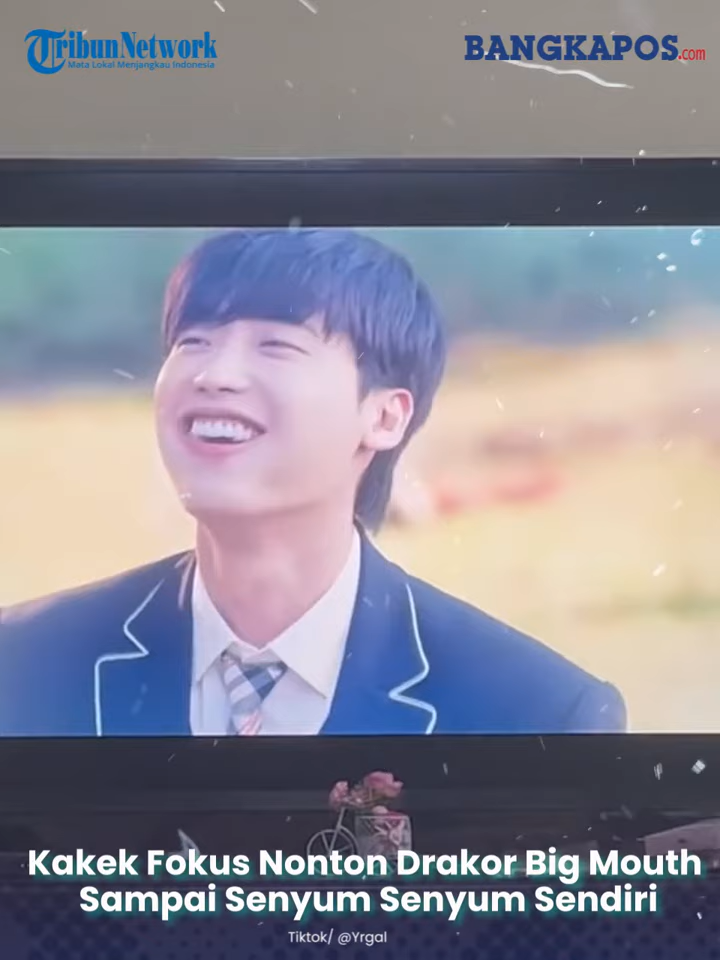 TribunNetwork
Mata Lokal Menjangkau Indonesia
BANGKAPOS.com
Kakek Fokus Nonton Drakor Big Mouth
Sampai Senyum Senyum Sendiri
Tiktok/ @Yrgal